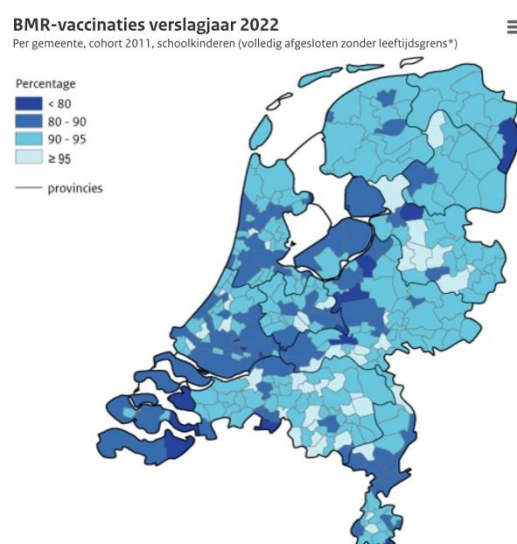 BMR-vaccinaties verslagjaar 2022
Per gemeente, cohort 2011, schoolkinderen (volledig afgesloten zonder leeftijdsgrens*)
Percentage
< 80
80 - 90
90 - 95
≥ 95
provincies